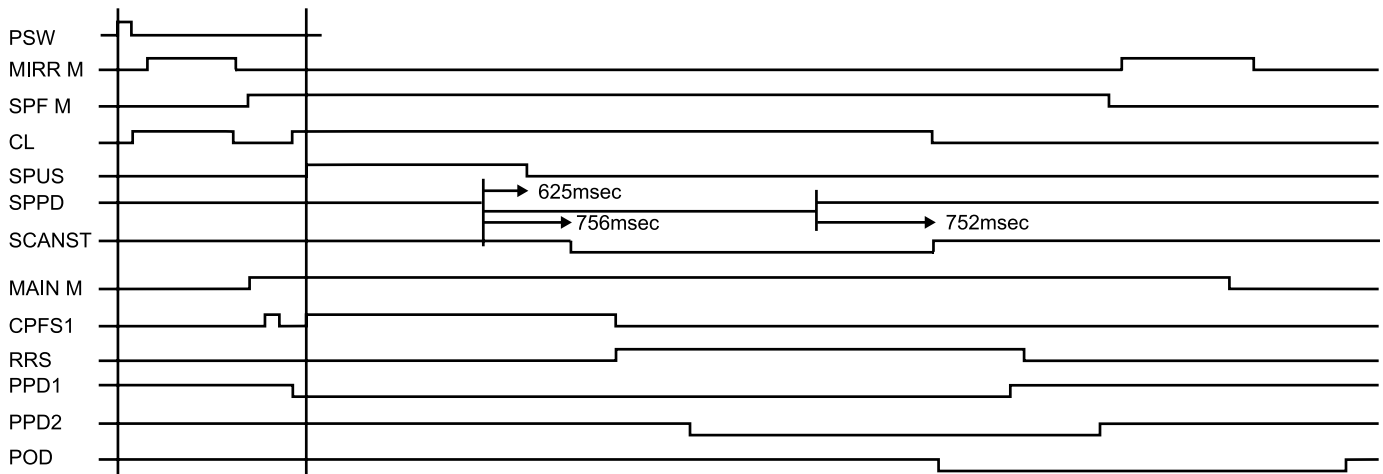 PSW
MIRR M
SPF M
CL
SPUS
SPPD
625msec
756msec
752msec
SCANST
MAIN M
CPFS1
RRS
PPD1
PPD2
POD